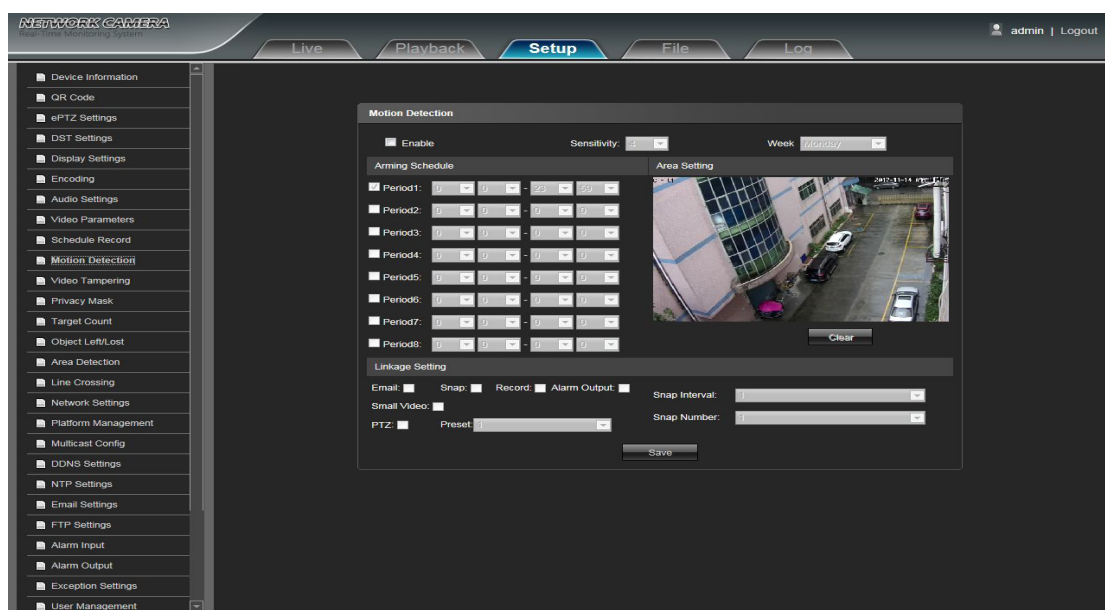 NETWORK CAMERA
Real-Time Monitoring System
admin | Logout
Live Playback Setup File Log
Device Information
QR Code
ePTZ Settings
DST Settings
Display Settings
Encoding
Audio Settings
Video Parameters
Schedule Record
Motion Detection
Video Tampering
Privacy Mask
Target Count
Object Left/Lost
Area Detection
Line Crossing
Network Settings
Platform Management
Multicast Config
DDNS Settings
NTP Settings
Email Settings
FTP Settings
Alarm Input
Alarm Output
Exception Settings
User Management
Motion Detection
Enable Sensitivity: 4 Week Monday
Arming Schedule Area Setting
Period1: 0 0 - 23 59
Period2: 0 0 - 0 0
Period3: 0 0 - 0 0
Period4: 0 0 - 0 0
Period5: 0 0 - 0 0
Period6: 0 0 - 0 0
Period7: 0 0 - 0 0
Period8: 0 0 - 0 0
Clear
Linkage Setting
Email: Snap: Record: Alarm Output:
Small Video:
PTZ: Preset: 1
Snap Interval: 1
Snap Number: 1
Save